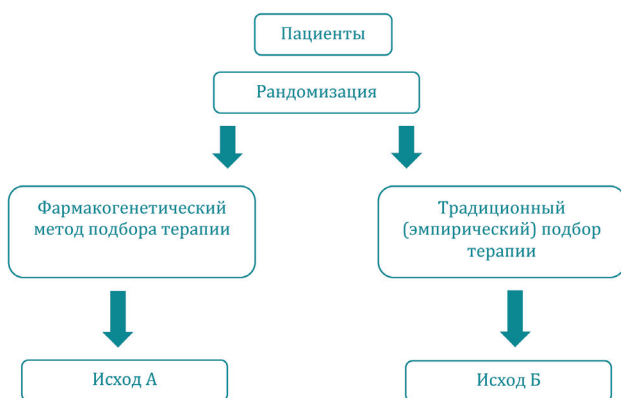 Пациенты
Рандомизация
Фармакогенетический
метод подбора терапии
Традиционный
(эмпирический) подбор
терапии
Исход А
Исход Б